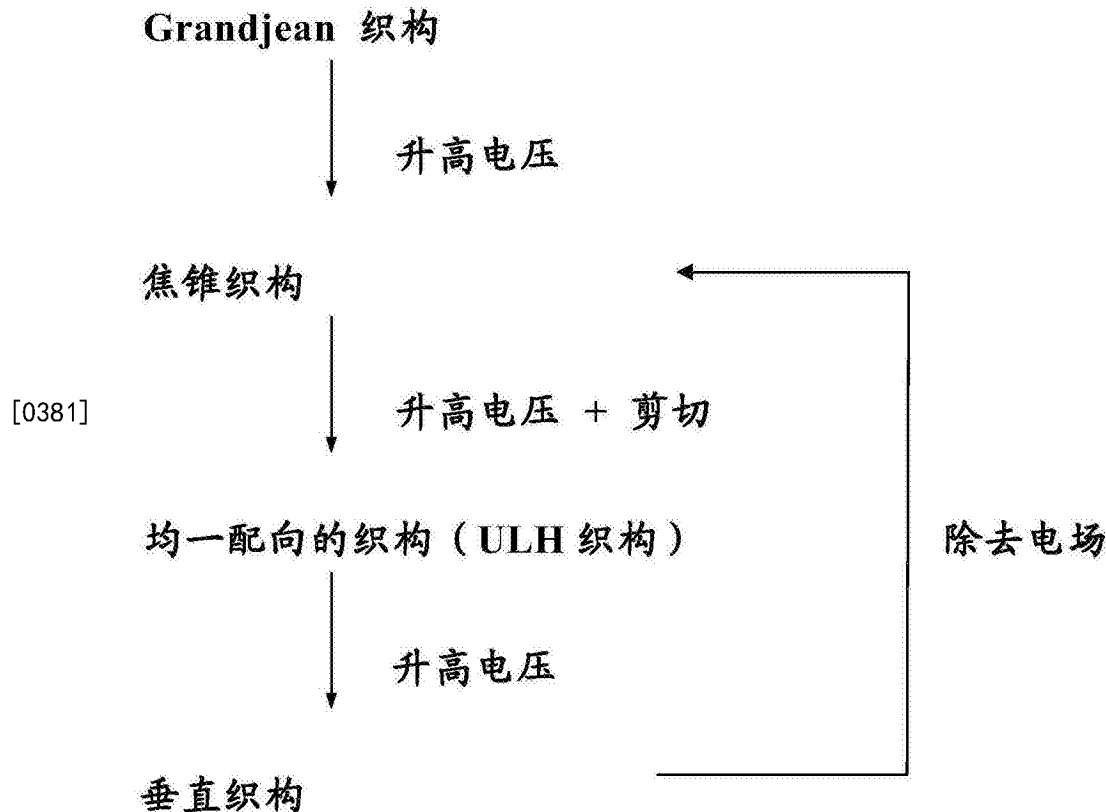 Grandjean 织构
升高电压
焦锥织构
[0381]
升高电压 + 剪切
均一配向的织构（ULH 织构）
除去电场
升高电压
垂直织构